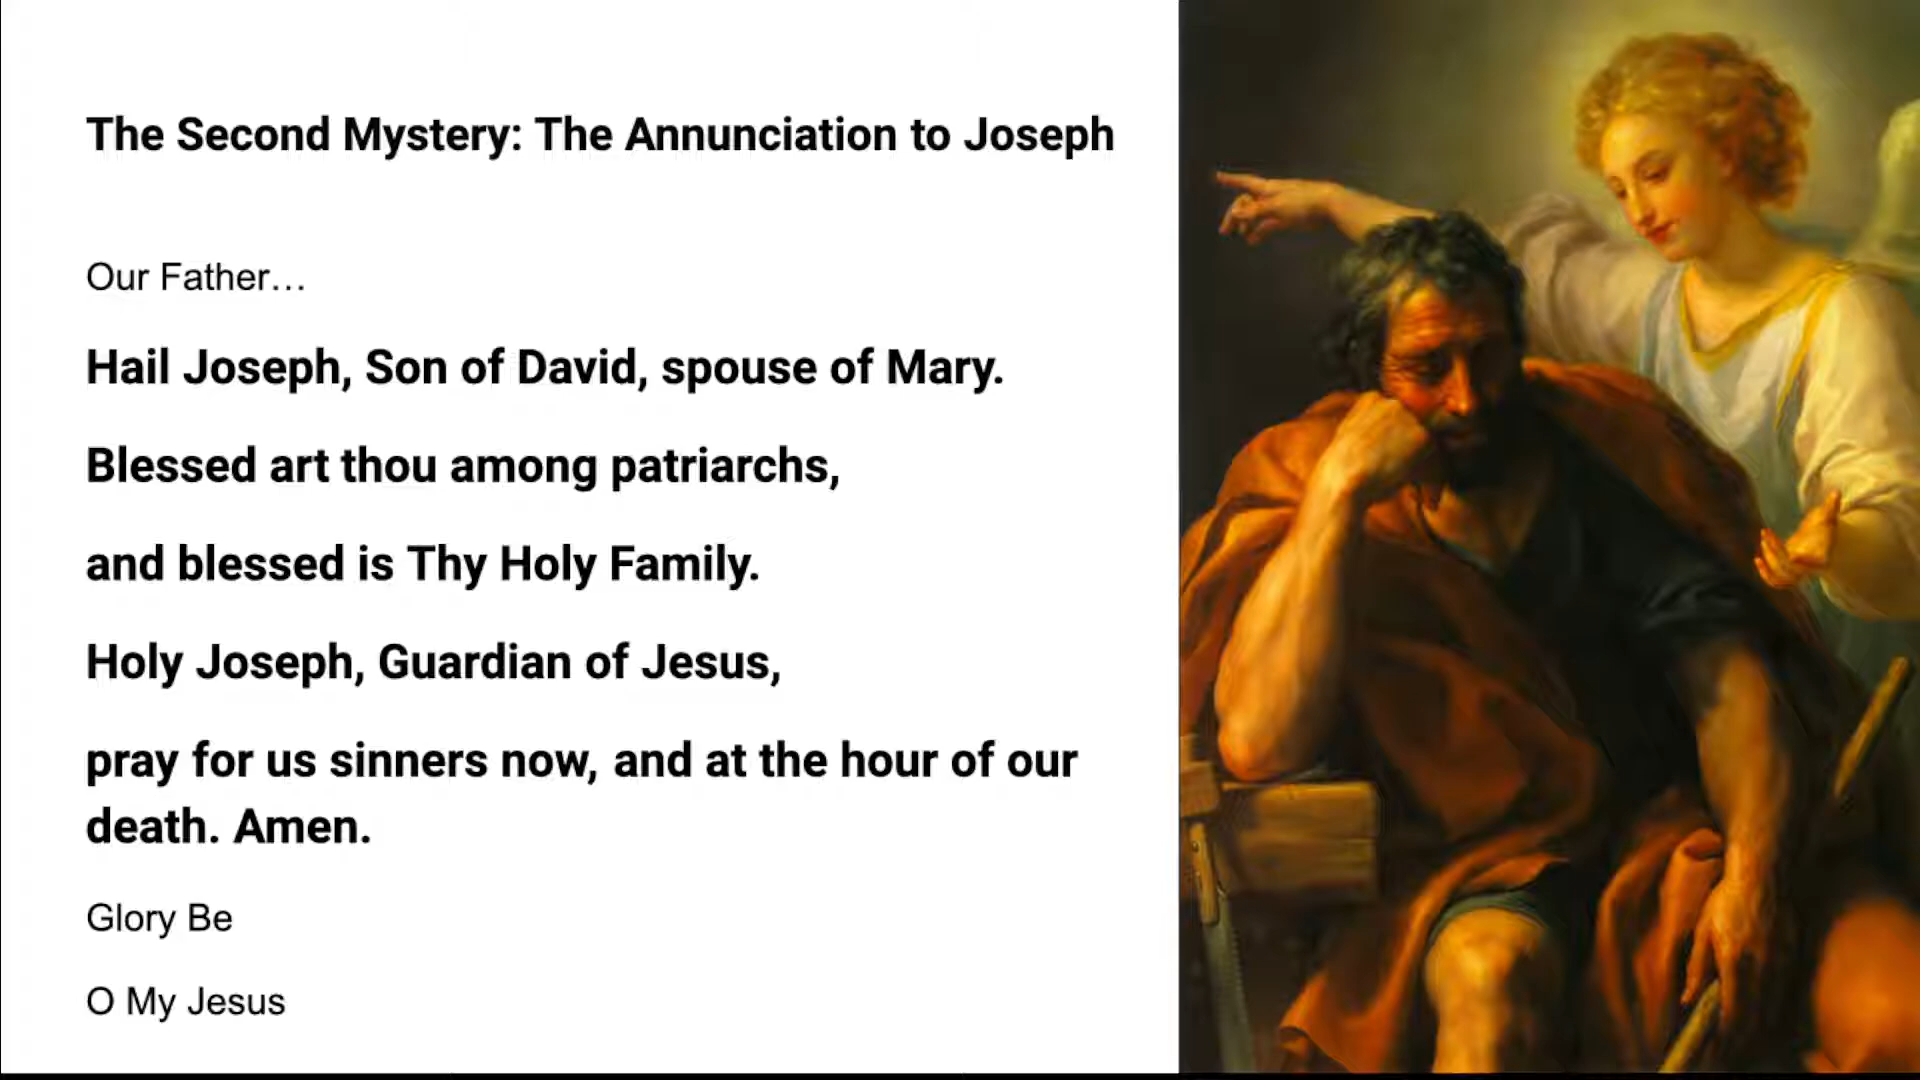 The Second Mystery: The Annunciation to Joseph
Our Father…
Hail Joseph, Son of David, spouse of Mary.
Blessed art thou among patriarchs,
and blessed is Thy Holy Family.
Holy Joseph, Guardian of Jesus,
pray for us sinners now, and at the hour of our
death. Amen.
Glory Be
O My Jesus